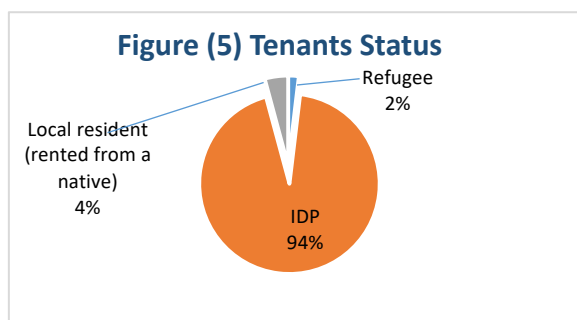 Figure (5) Tenants Status
Refugee
2%
Local resident
(rented from a
native)
4%
IDP
94%